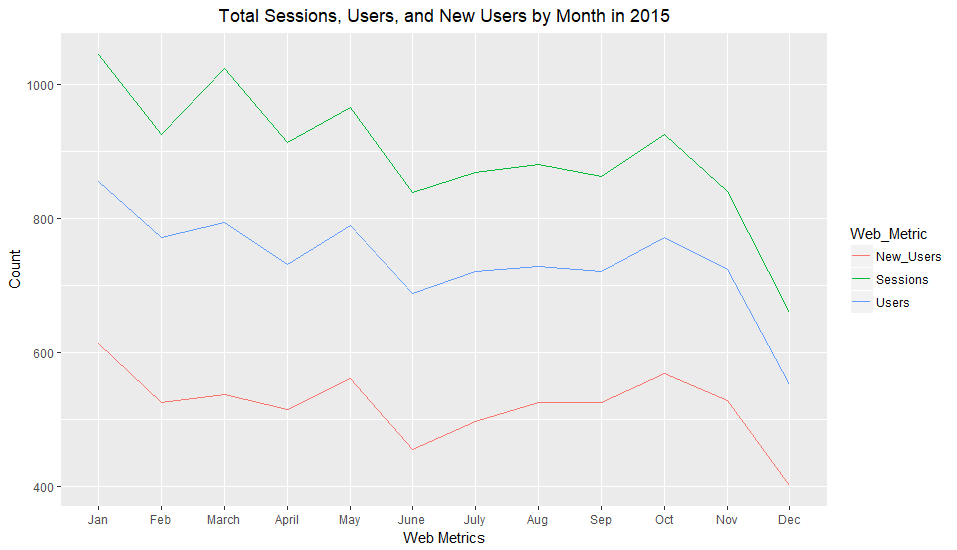 Total Sessions, Users, and New Users by Month in 2015
Count
1000
800
600
400
Jan Feb March April May June July Aug Sep Oct Nov Dec
Web Metrics
Web_Metric
New_Users
Sessions
Users